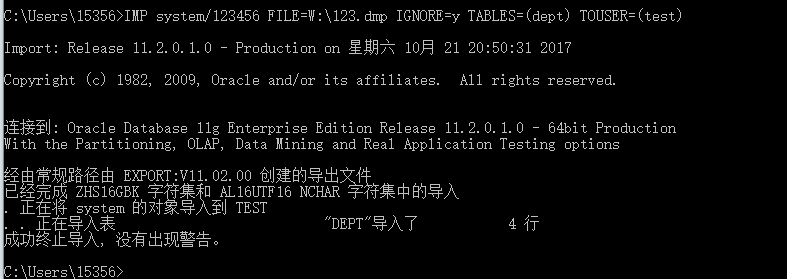 C:\Users\15356>IMP system/123456 FILE=W:\123.dmp IGNORE=y TABLES=(dept) TOUSER=(test)
Import: Release 11.2.0.1.0 - Production on 星期六 10月 21 20:50:31 2017
Copyright (c) 1982, 2009, Oracle and/or its affiliates.  All rights reserved.
连接到: Oracle Database 11g Enterprise Edition Release 11.2.0.1.0 - 64bit Production
With the Partitioning, OLAP, Data Mining and Real Application Testing options
经由常规路径由 EXPORT:V11.02.00 创建的导出文件
已经完成 ZHS16GBK 字符集和 AL16UTF16 NCHAR 字符集中的导入
. 正在将 system 的对象导入到 TEST
. . 正在导入表                          "DEPT"导入了           4 行
成功终止导入, 没有出现警告。
C:\Users\15356>